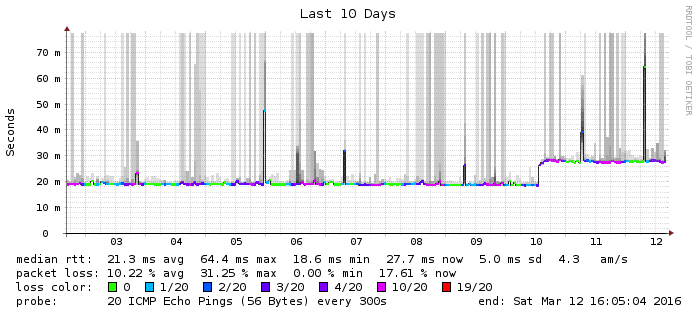 Last 10 Days
RRDTOOL / TOBI OETIKER
Seconds
70 m
60 m
50 m
40 m
30 m
20 m
10 m
0
03 04 05 06 07 08 09 10 11 12
median rtt: 21.3 ms avg 64.4 ms max 18.6 ms min 27.7 ms now 5.0 ms sd 4.3 am/s
packet loss: 10.22 % avg 31.25 % max 0.00 % min 17.61 % now
loss color: 0 1/20 2/20 3/20 4/20 10/20 19/20
probe: 20 ICMP Echo Pings (56 Bytes) every 300s end: Sat Mar 12 16:05:04 2016